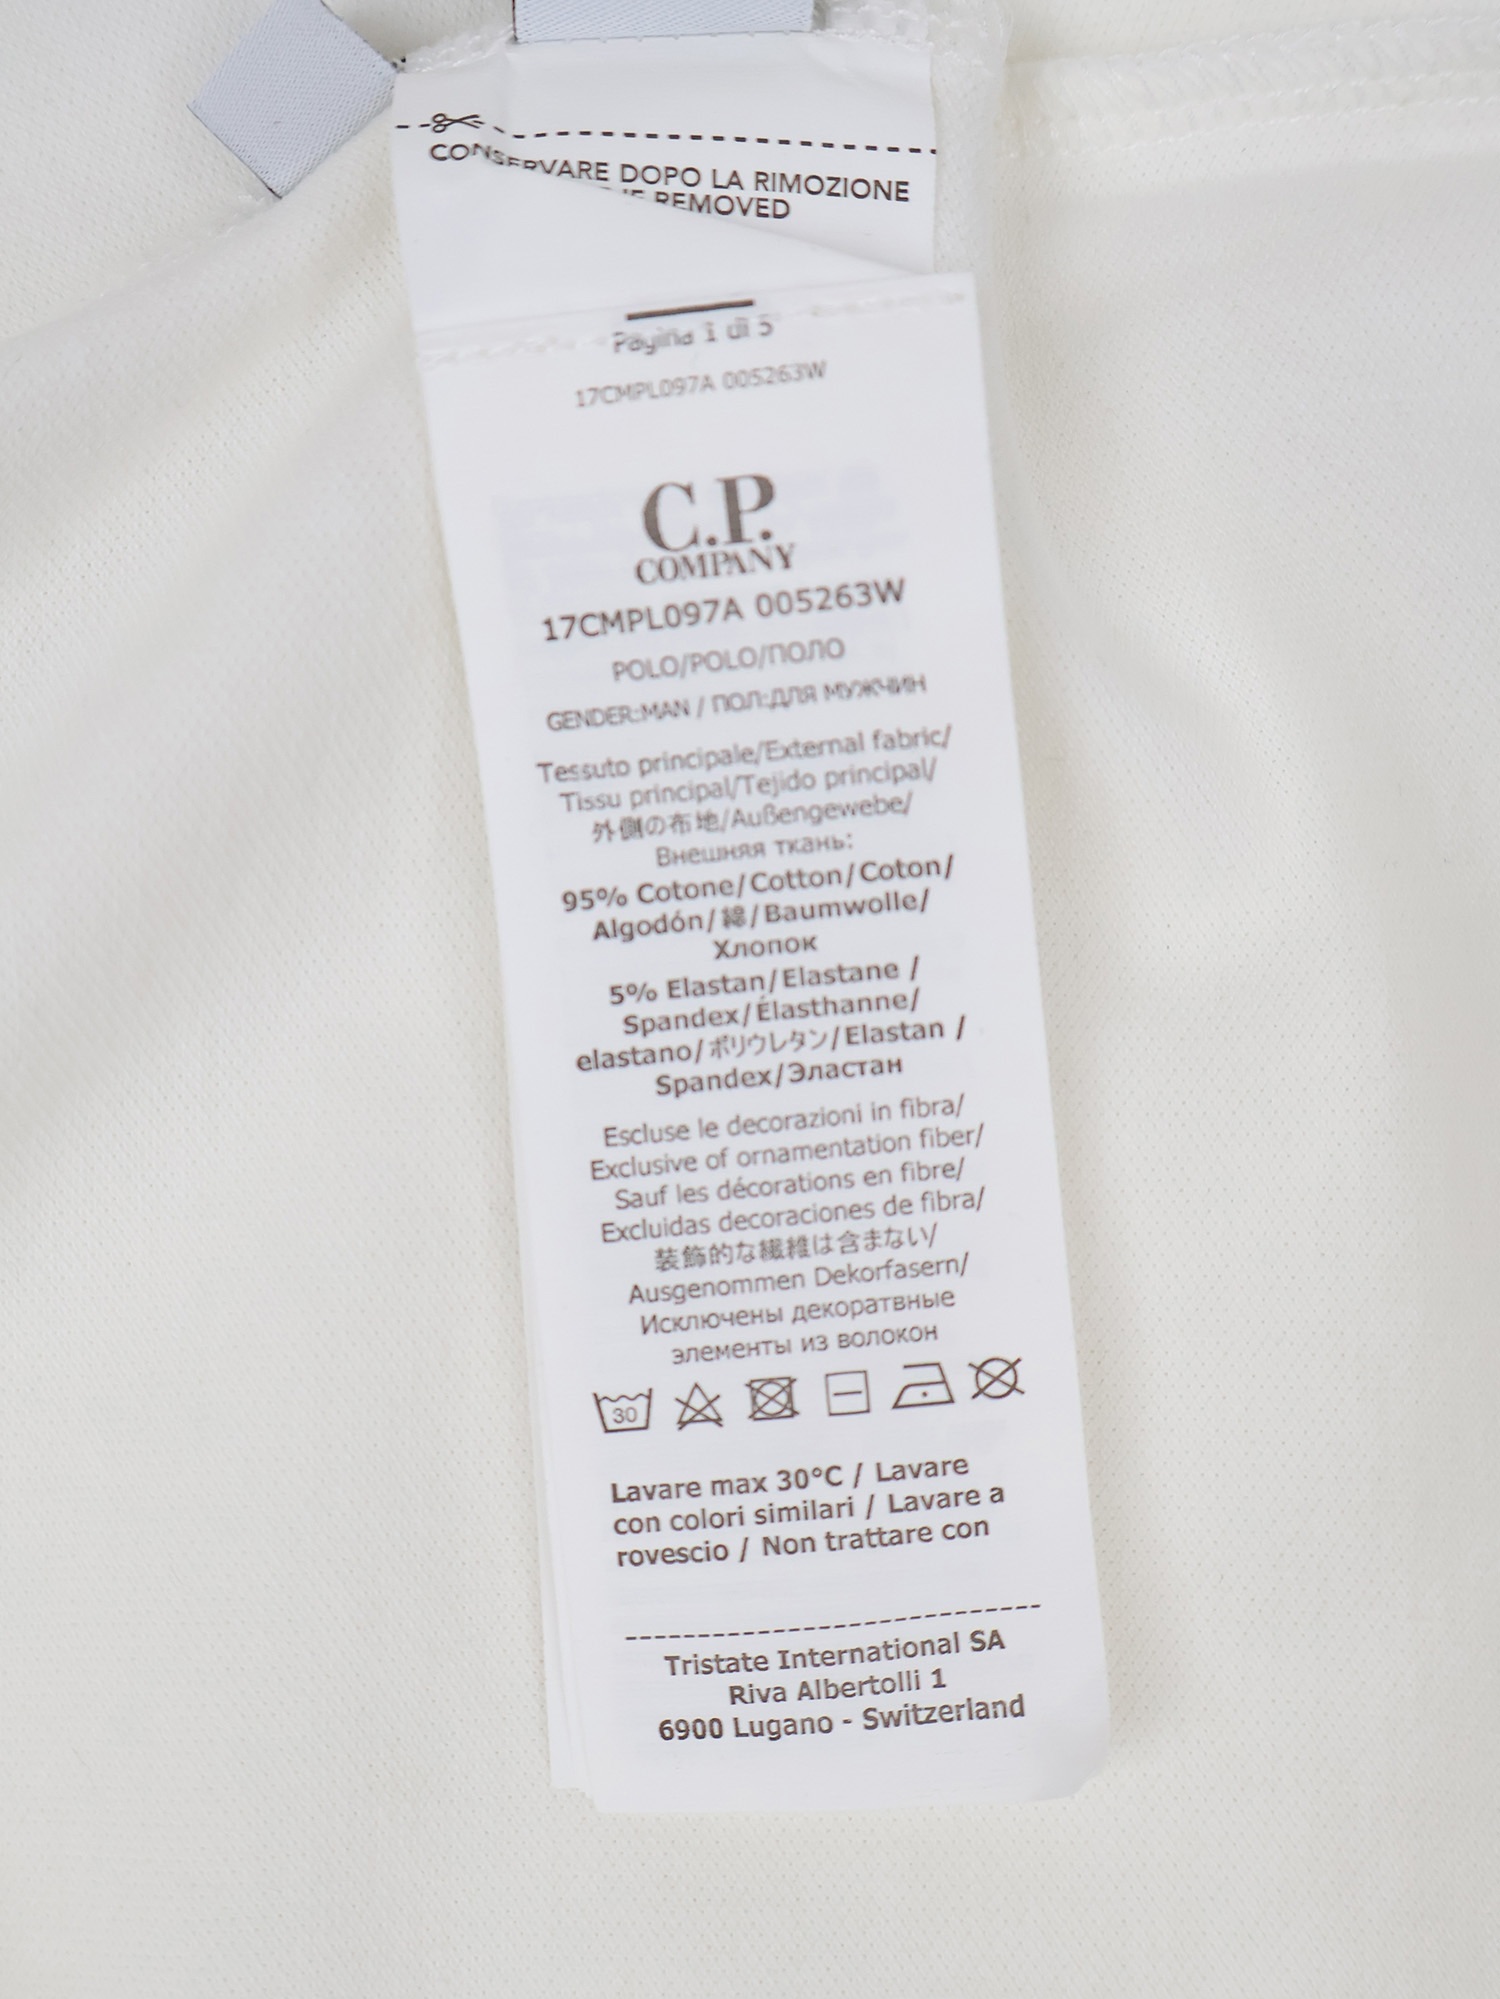 CONSERVARE DOPO LA RIMOZIONE
REMOVED
Pagina 1 di 5
17CMPL097A 005263W
C.P.
COMPANY
17CMPL097A 005263W
POLO/POLO/ПОЛО
GENDER:MAN / ПОЛ:ДЛЯ МУЖЧИН
Tessuto principale/External fabric/
Tissu principal/Tejido principal/
外側の布地/Außengewebe/
Внешняя ткань:
95% Cotone/Cotton/Coton/
Algodón/綿/Baumwolle/
Хлопок
5% Elastan/Elastane /
Spandex/Élasthanne/
elastano/ポリウレタン/Elastan /
Spandex/Эластан
Escluse le decorazioni in fibra/
Exclusive of ornamentation fiber/
Sauf les décorations en fibre/
Excluidas decoraciones de fibra/
装飾的な繊維は含まない/
Ausgenommen Dekorfasern/
Исключены декоратвные
элементы из волокон
30
Lavare max 30°C / Lavare
con colori similari / Lavare a
rovescio / Non trattare con
Tristate International SA
Riva Albertolli 1
6900 Lugano - Switzerland